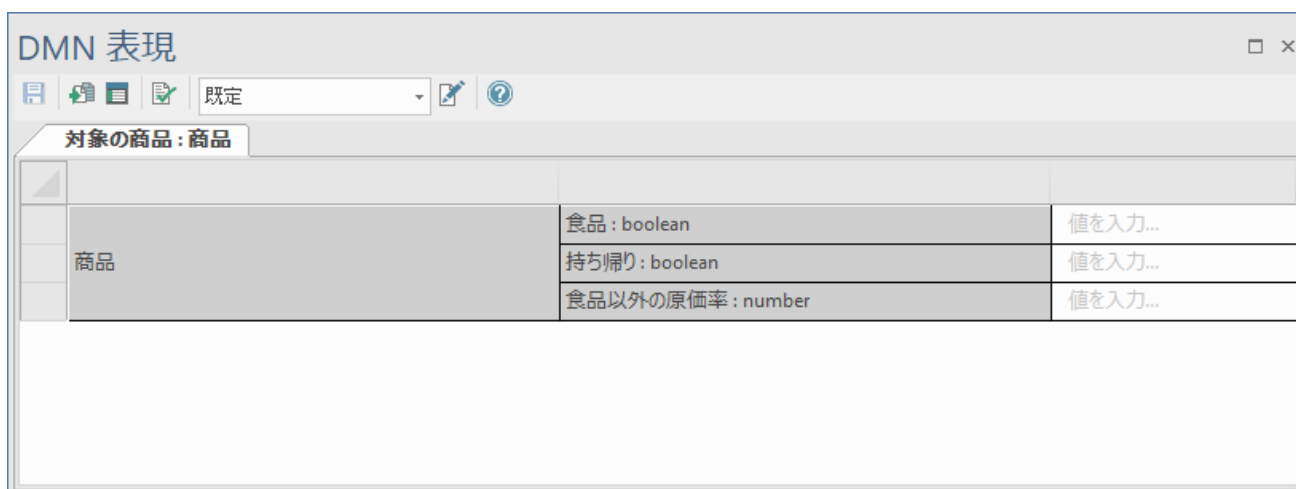 DMN 表現
既定
対象の商品 : 商品
食品 : boolean
値を入力...
商品
持ち帰り : boolean
値を入力...
食品以外の原価率 : number
値を入力...